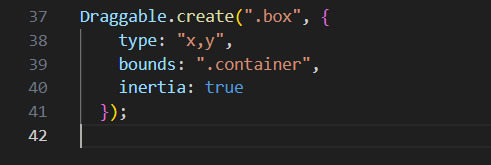 37 Draggable.create(".box", {
38     type: "x,y",
39     bounds: ".container",
40     inertia: true
41   });
42